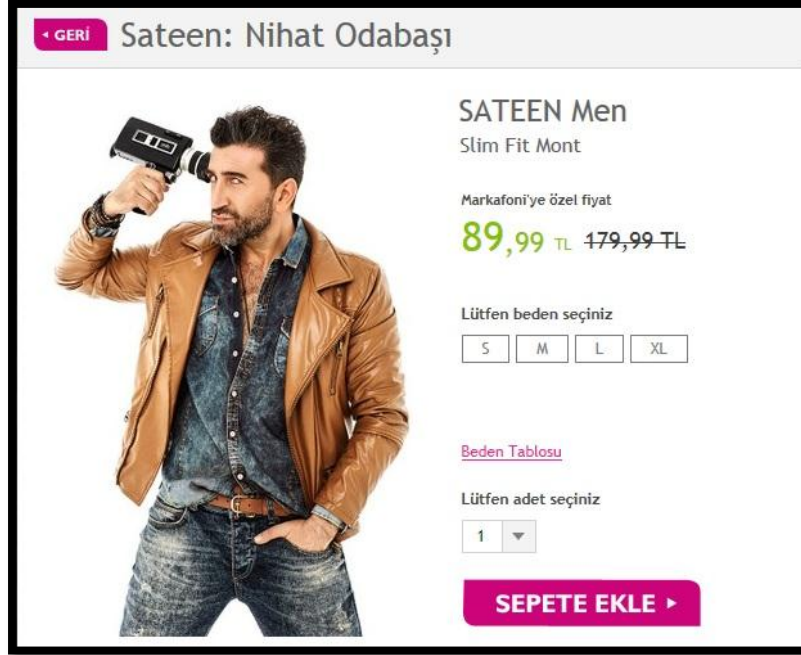 GERİ
Sateen: Nihat Odabaşı
SATEEN Men
Slim Fit Mont
Markafoni'ye özel fiyat
89,99 TL 179,99 TL
Lütfen beden seçiniz
S M L XL
Beden Tablosu
Lütfen adet seçiniz
1
SEPETE EKLE